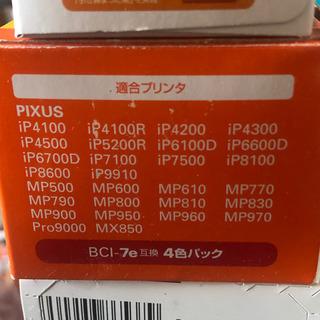 適合プリンタ
PIXUS
iP4100 iP4100R iP4200 iP4300
iP4500 iP5200R iP6100D iP6600D
iP6700D iP7100 iP7500 iP8100
iP8600 iP9910
MP500 MP600 MP610 MP770
MP790 MP800 MP810 MP830
MP900 MP950 MP960 MP970
Pro9000 MX850
BCI-7e互換 4色パック